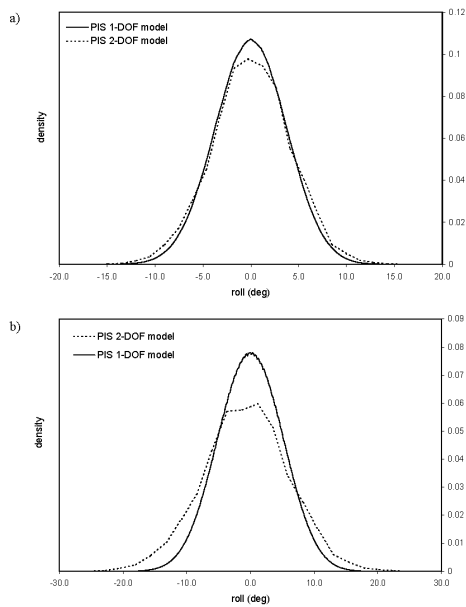 a)
PIS 1-DOF model
PIS 2-DOF model
0.12
0.1
0.08
0.06
0.04
0.02
0
density
-20.0 -15.0 -10.0 -5.0 0.0 5.0 10.0 15.0 20.0
roll (deg)
b)
PIS 2-DOF model
PIS 1-DOF model
0.09
0.08
0.07
0.06
0.05
0.04
0.03
0.02
0.01
0
density
-30.0 -20.0 -10.0 0.0 10.0 20.0 30.0
roll (deg)